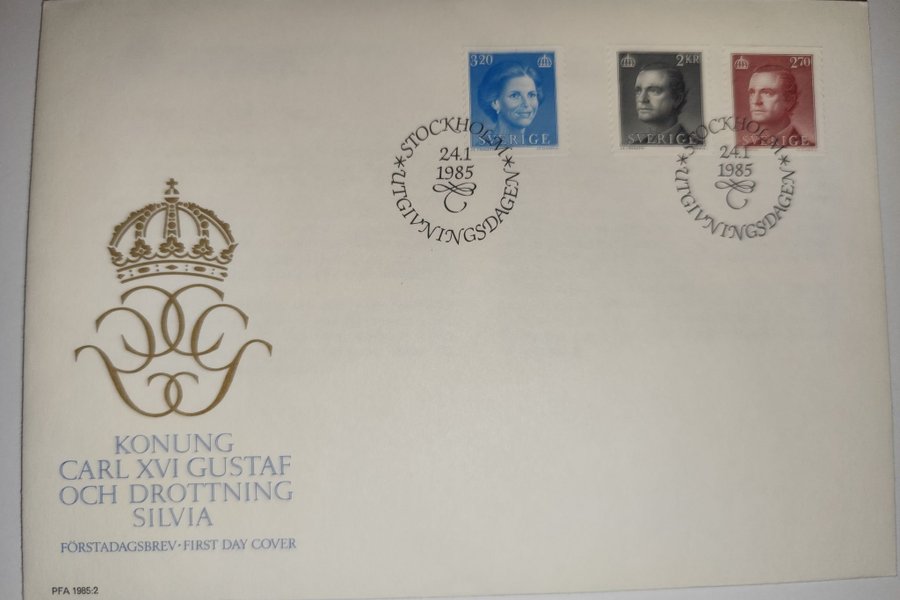 3.20
SVERIGE
2 KR
SVERIGE
2.70
SVERIGE
*STOCKHOLM*
24.1
1985
UTGIVNINGSDAGEN
*STOCKHOLM*
24.1
1985
UTGIVNINGSDAGEN
KONUNG
CARL XVI GUSTAF
OCH DROTTNING
SILVIA
FÖRSTADAGSBREV·FIRST DAY COVER
PFA 1985:2